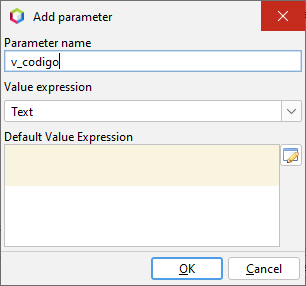 Add parameter
Parameter name
v_codigo
Value expression
Text
Default Value Expression
OK
Cancel